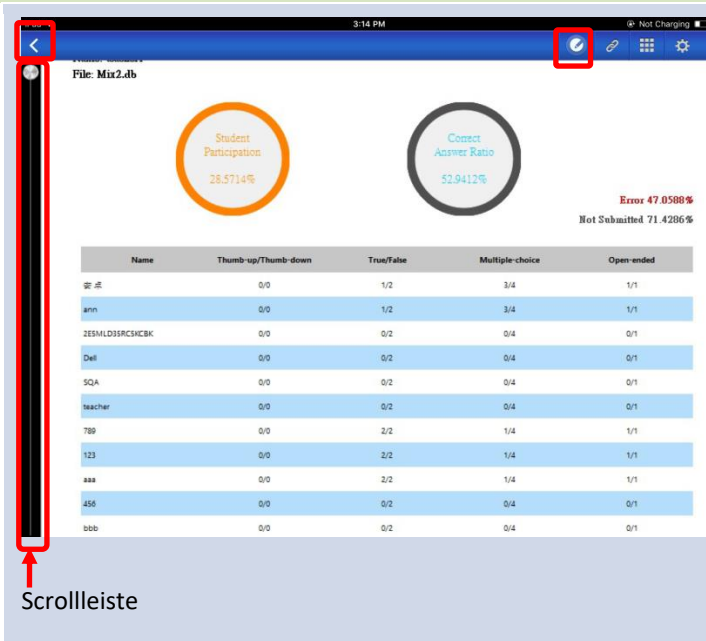 3:14 PM
Not Charging
File: Mix2.db
Student
Participation
28.5714%
Correct
Answer Ratio
52.9412%
Error 47.0588%
Not Submitted 71.4286%
Name Thumb-up/Thumb-down True/False Multiple-choice Open-ended
安卓 0/0 1/2 3/4 1/1
ann 0/0 1/2 3/4 1/1
0/0 0/2 0/4 0/1
Dell 0/0 0/2 0/4 0/1
SQA 0/0 0/2 0/4 0/1
teacher 0/0 0/2 0/4 0/1
789 0/0 2/2 1/4 1/1
123 0/0 2/2 1/4 1/1
aaa 0/0 2/2 1/4 1/1
456 0/0 0/2 0/4 0/1
bbb 0/0 0/2 0/4 0/1
Scrollleiste